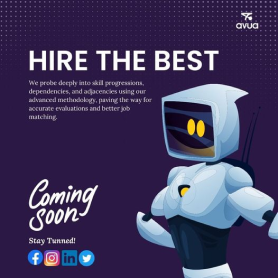 avua
HIRE THE BEST
We probe deeply into skill progressions,
dependencies, and adjacencies using our
advanced methodology, paving the way for
accurate evaluations and better job
matching.
Coming
Soon
Stay Tunned!